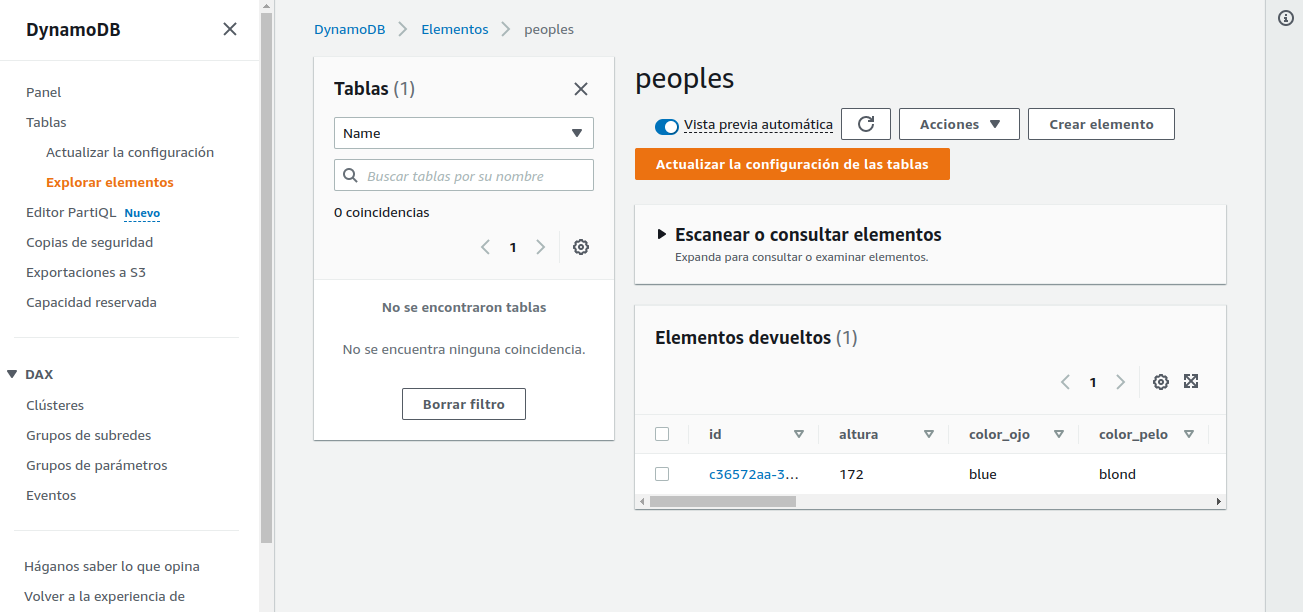 DynamoDB
Panel
Tablas
Actualizar la configuración
Explorar elementos
Editor PartiQL Nuevo
Copias de seguridad
Exportaciones a S3
Capacidad reservada
DAX
Clústeres
Grupos de subredes
Grupos de parámetros
Eventos
Háganos saber lo que opina
Volver a la experiencia de
DynamoDB Elementos peoples
Tablas (1)
Name
Buscar tablas por su nombre
0 coincidencias
1
No se encontraron tablas
No se encuentra ninguna coincidencia.
Borrar filtro
peoples
Vista previa automática Acciones Crear elemento
Actualizar la configuración de las tablas
Escanear o consultar elementos
Expanda para consultar o examinar elementos.
Elementos devueltos (1)
1
id altura color_ojo color_pelo
c36572aa-3... 172 blue blond